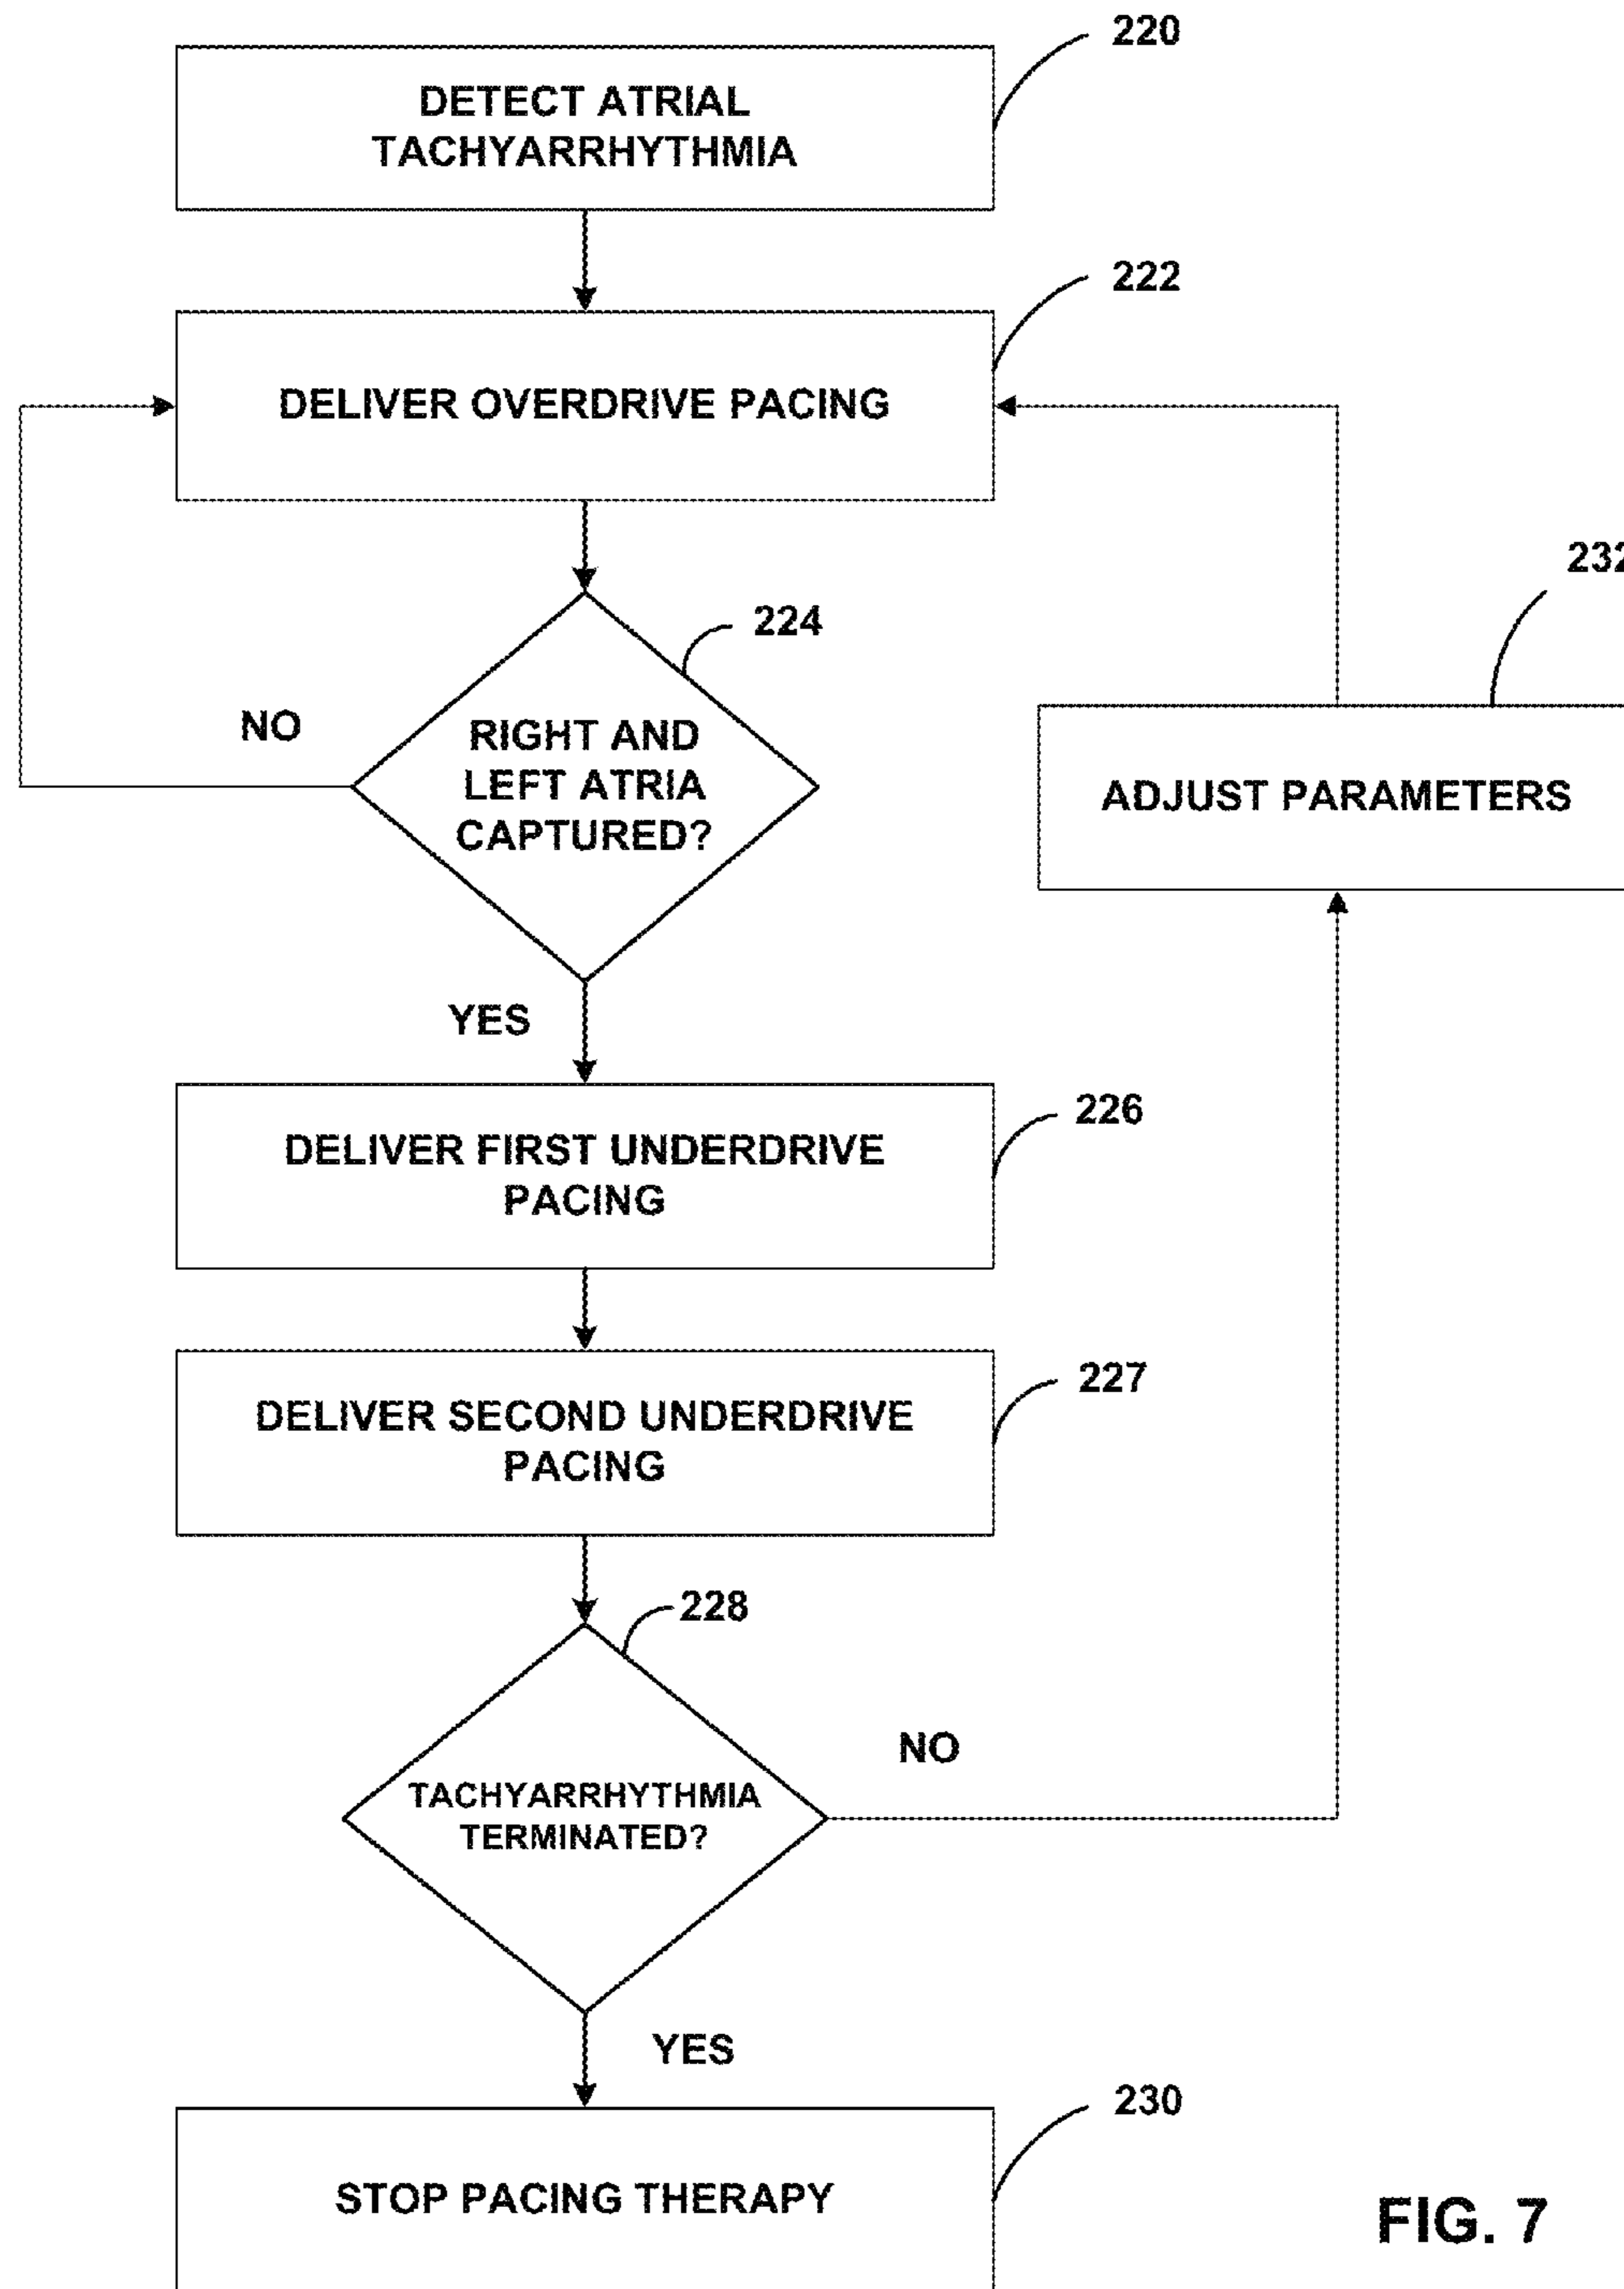 220
DETECT ATRIAL
TACHYARRHYTHMIA
222
DELIVER OVERDRIVE PACING
232
224
NO
RIGHT AND
LEFT ATRIA
CAPTURED?
ADJUST PARAMETERS
YES
226
DELIVER FIRST UNDERDRIVE
PACING
227
DELIVER SECOND UNDERDRIVE
PACING
228
NO
TACHYARRHYTHMIA
TERMINATED?
YES
230
STOP PACING THERAPY
FIG. 7